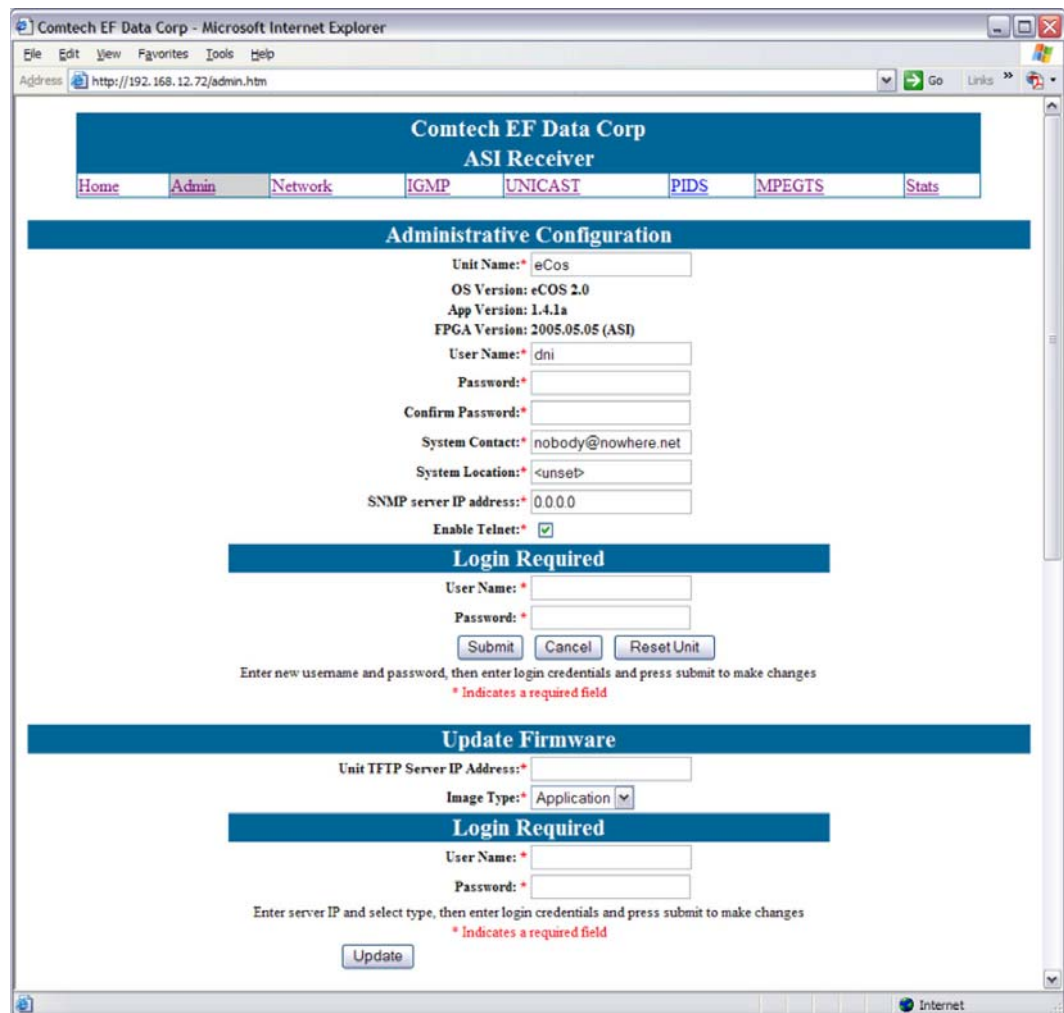 Comtech EF Data Corp - Microsoft Internet Explorer
File Edit View Favorites Tools Help
Address http://192.168.12.72/admin.htm Go Links »
Comtech EF Data Corp
ASI Receiver
Home Admin Network IGMP UNICAST PIDS MPEGTS Stats
Administrative Configuration
Unit Name:* eCos
OS Version: eCOS 2.0
App Version: 1.4.1a
FPGA Version: 2005.05.05 (ASI)
User Name:* dni
Password:*
Confirm Password:*
System Contact:* nobody@nowhere.net
System Location:* <unset>
SNMP server IP address:* 0.0.0.0
Enable Telnet:*
Login Required
User Name: *
Password: *
Submit Cancel Reset Unit
Enter new username and password, then enter login credentials and press submit to make changes
* Indicates a required field
Update Firmware
Unit TFTP Server IP Address:*
Image Type:* Application
Login Required
User Name: *
Password: *
Enter server IP and select type, then enter login credentials and press submit to make changes
* Indicates a required field
Update
Internet